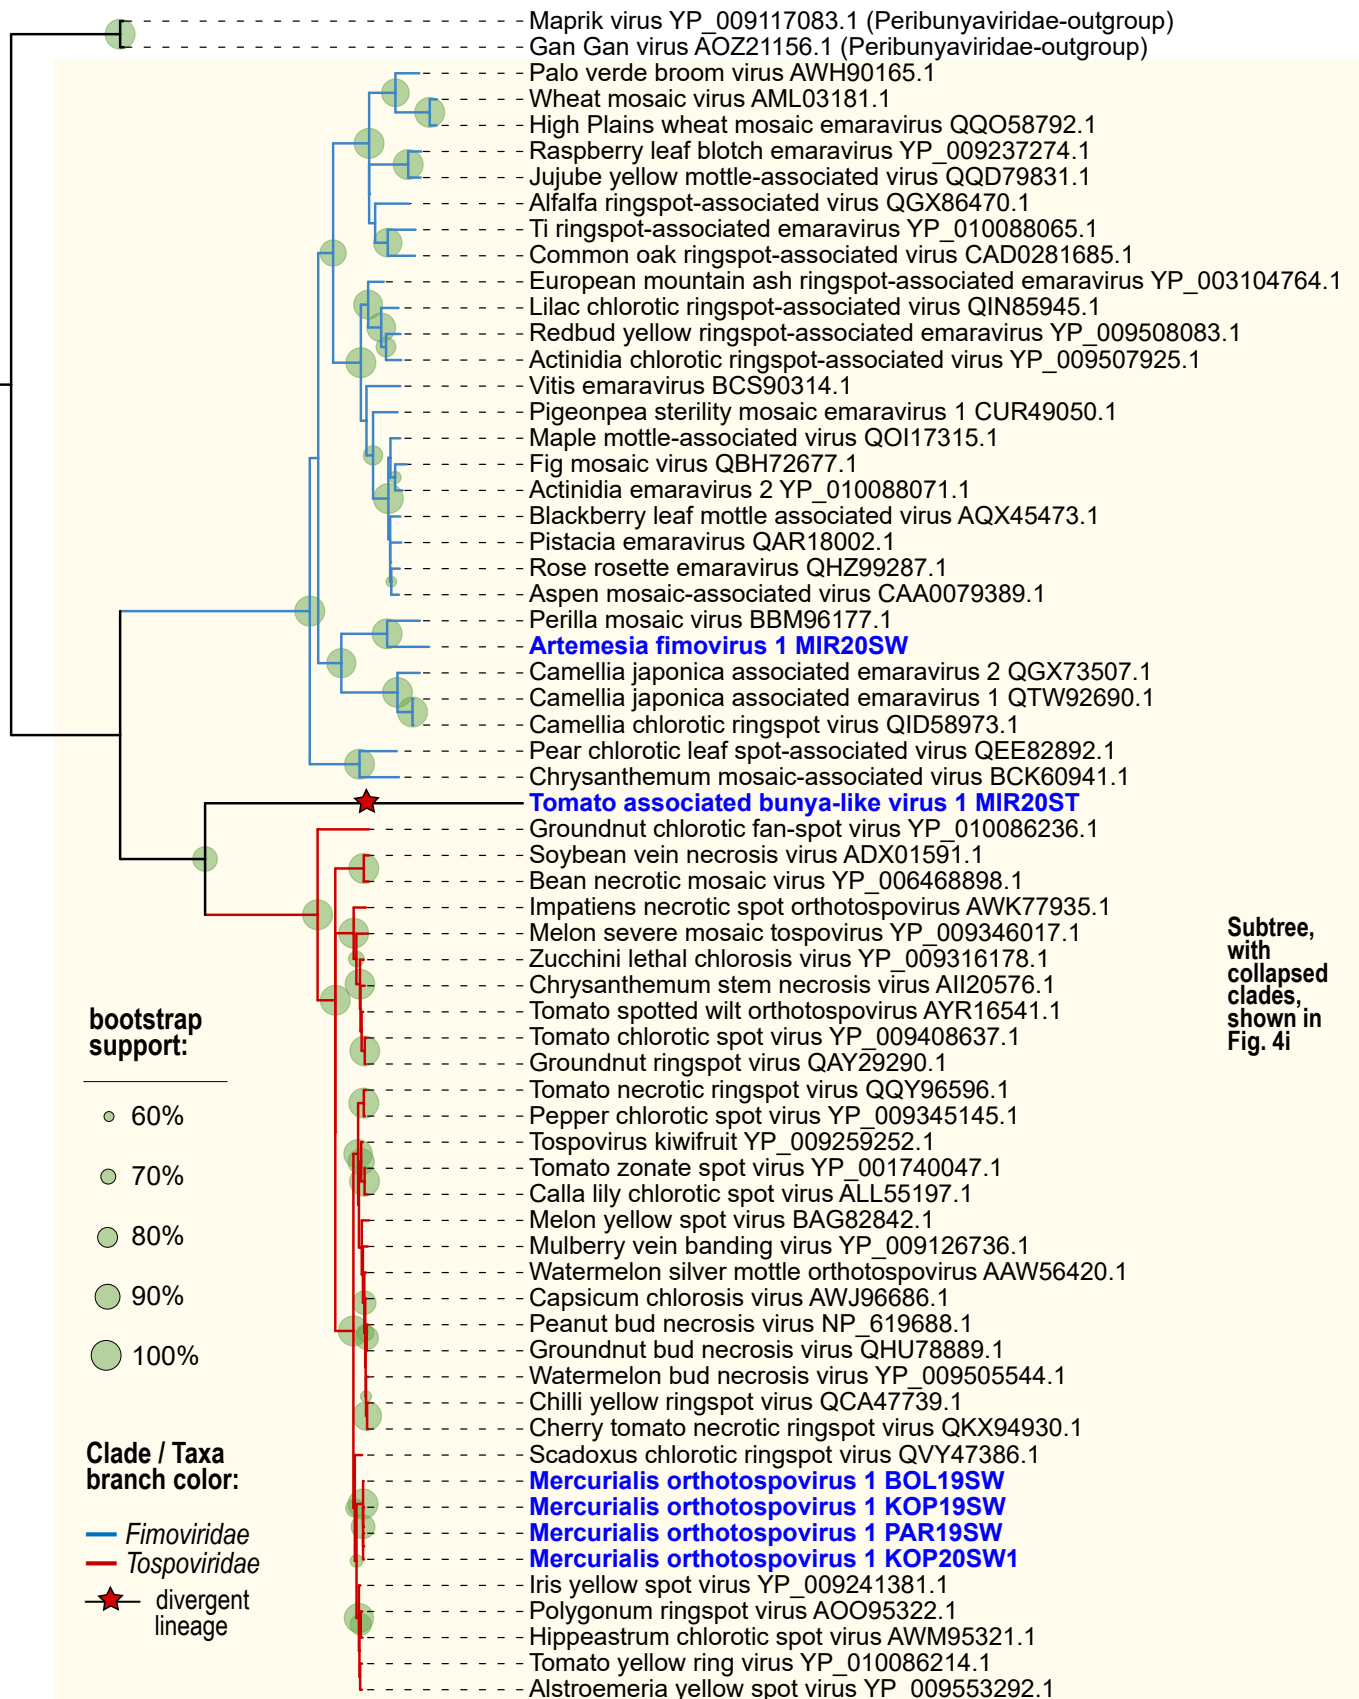 Maprik virus YP_009117083.1 (Peribunyaviridae-outgroup)
Gan Gan virus AOZ21156.1 (Peribunyaviridae-outgroup)
Palo verde broom virus AWH90165.1
Wheat mosaic virus AML03181.1
High Plains wheat mosaic emaravirus QQO58792.1
Raspberry leaf blotch emaravirus YP_009237274.1
Jujube yellow mottle-associated virus QQD79831.1
Alfalfa ringspot-associated virus QGX86470.1
Ti ringspot-associated emaravirus YP_010088065.1
Common oak ringspot-associated virus CAD0281685.1
European mountain ash ringspot-associated emaravirus YP_003104764.1
Lilac chlorotic ringspot-associated virus QIN85945.1
Redbud yellow ringspot-associated emaravirus YP_009508083.1
Actinidia chlorotic ringspot-associated virus YP_009507925.1
Vitis emaravirus BCS90314.1
Pigeonpea sterility mosaic emaravirus 1 CUR49050.1
Maple mottle-associated virus QOI17315.1
Fig mosaic virus QBH72677.1
Actinidia emaravirus 2 YP_010088071.1
Blackberry leaf mottle associated virus AQX45473.1
Pistacia emaravirus QAR18002.1
Rose rosette emaravirus QHZ99287.1
Aspen mosaic-associated virus CAA0079389.1
Perilla mosaic virus BBM96177.1
Artemesia fimovirus 1 MIR20SW
Camellia japonica associated emaravirus 2 QGX73507.1
Camellia japonica associated emaravirus 1 QTW92690.1
Camellia chlorotic ringspot virus QID58973.1
Pear chlorotic leaf spot-associated virus QEE82892.1
Chrysanthemum mosaic-associated virus BCK60941.1
Tomato associated bunya-like virus 1 MIR20ST
Groundnut chlorotic fan-spot virus YP_010086236.1
Soybean vein necrosis virus ADX01591.1
Bean necrotic mosaic virus YP_006468898.1
Impatiens necrotic spot orthotospovirus AWK77935.1
Melon severe mosaic tospovirus YP_009346017.1
Zucchini lethal chlorosis virus YP_009316178.1
Chrysanthemum stem necrosis virus AII20576.1
Tomato spotted wilt orthotospovirus AYR16541.1
Tomato chlorotic spot virus YP_009408637.1
Groundnut ringspot virus QAY29290.1
Tomato necrotic ringspot virus QQY96596.1
Pepper chlorotic spot virus YP_009345145.1
Tospovirus kiwifruit YP_009259252.1
Tomato zonate spot virus YP_001740047.1
Calla lily chlorotic spot virus ALL55197.1
Melon yellow spot virus BAG82842.1
Mulberry vein banding virus YP_009126736.1
Watermelon silver mottle orthotospovirus AAW56420.1
Capsicum chlorosis virus AWJ96686.1
Peanut bud necrosis virus NP_619688.1
Groundnut bud necrosis virus QHU78889.1
Watermelon bud necrosis virus YP_009505544.1
Chilli yellow ringspot virus QCA47739.1
Cherry tomato necrotic ringspot virus QKX94930.1
Scadoxus chlorotic ringspot virus QVY47386.1
Mercurialis orthotospovirus 1 BOL19SW
Mercurialis orthotospovirus 1 KOP19SW
Mercurialis orthotospovirus 1 PAR19SW
Mercurialis orthotospovirus 1 KOP20SW1
Iris yellow spot virus YP_009241381.1
Polygonum ringspot virus AOO95322.1
Hippeastrum chlorotic spot virus AWM95321.1
Tomato yellow ring virus YP_010086214.1
Alstroemeria yellow spot virus YP_009553292.1
Subtree,
with
collapsed
clades,
shown in
Fig. 4i
bootstrap
support:
60%
70%
80%
90%
100%
Clade / Taxa
branch color:
Fimoviridae
Tospoviridae
divergent
lineage